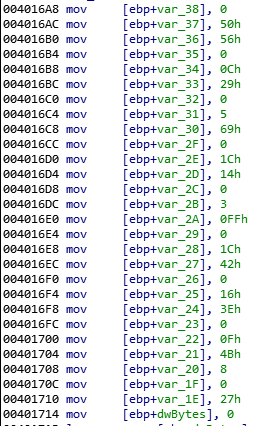 004016A8 mov [ebp+var_38], 0
004016AC mov [ebp+var_37], 50h
004016B0 mov [ebp+var_36], 56h
004016B4 mov [ebp+var_35], 0
004016B8 mov [ebp+var_34], 0Ch
004016BC mov [ebp+var_33], 29h
004016C0 mov [ebp+var_32], 0
004016C4 mov [ebp+var_31], 5
004016C8 mov [ebp+var_30], 69h
004016CC mov [ebp+var_2F], 0
004016D0 mov [ebp+var_2E], 1Ch
004016D4 mov [ebp+var_2D], 14h
004016D8 mov [ebp+var_2C], 0
004016DC mov [ebp+var_2B], 3
004016E0 mov [ebp+var_2A], 0FFh
004016E4 mov [ebp+var_29], 0
004016E8 mov [ebp+var_28], 1Ch
004016EC mov [ebp+var_27], 42h
004016F0 mov [ebp+var_26], 0
004016F4 mov [ebp+var_25], 16h
004016F8 mov [ebp+var_24], 3Eh
004016FC mov [ebp+var_23], 0
00401700 mov [ebp+var_22], 0Fh
00401704 mov [ebp+var_21], 4Bh
00401708 mov [ebp+var_20], 8
0040170C mov [ebp+var_1F], 0
00401710 mov [ebp+var_1E], 27h
00401714 mov [ebp+dwBytes], 0